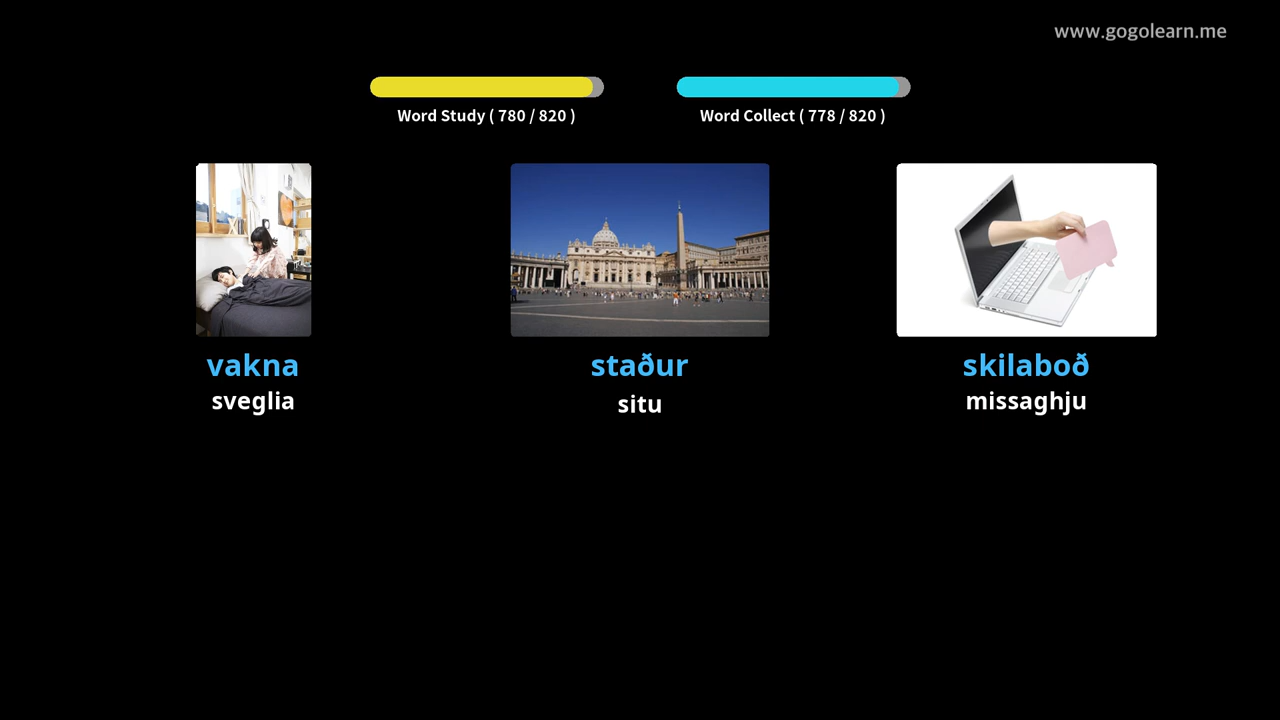 www.gogolearn.me
Word Study ( 780 / 820 )
Word Collect ( 778 / 820 )
vakna
sveglia
staður
situ
skilaboð
missaghju